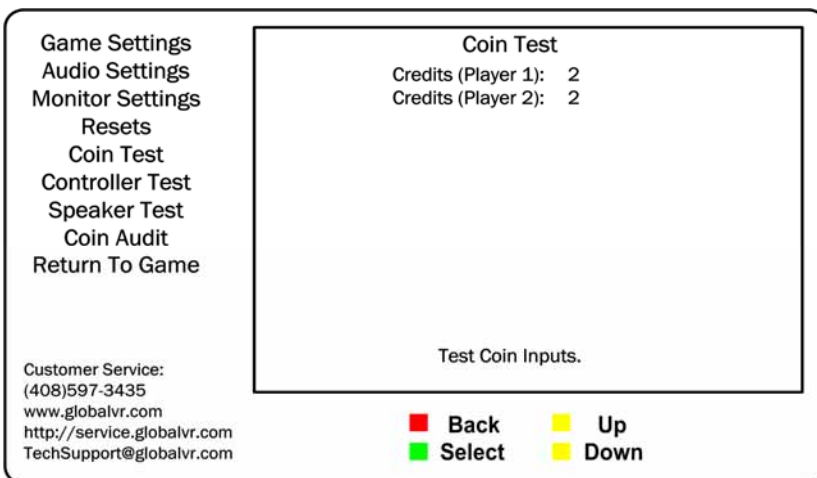 Game Settings
Audio Settings
Monitor Settings
Resets
Coin Test
Controller Test
Speaker Test
Coin Audit
Return To Game
Customer Service:
(408)597-3435
www.globalvr.com
http://service.globalvr.com
TechSupport@globalvr.com
Coin Test
Credits (Player 1): 2
Credits (Player 2): 2
Test Coin Inputs.
Back Up
Select Down